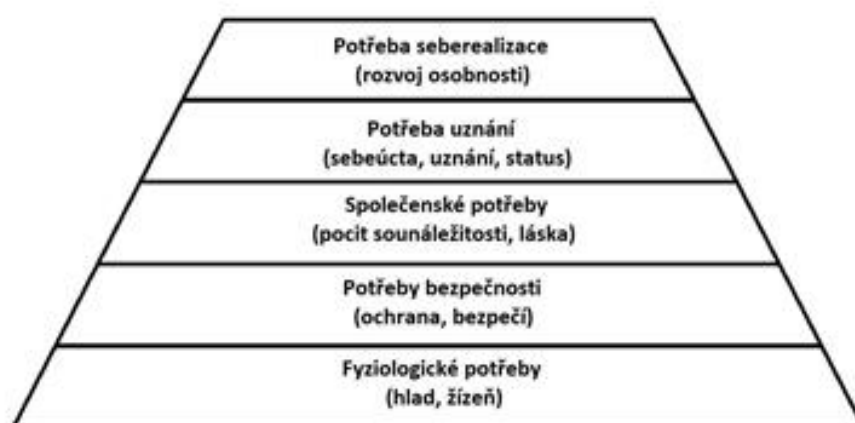 Potřeba seberealizace
(rozvoj osobnosti)
Potřeba uznání
(sebeúcta, uznání, status)
Společenské potřeby
(pocit sounáležitosti, láska)
Potřeby bezpečnosti
(ochrana, bezpečí)
Fyziologické potřeby
(hlad, žízeň)